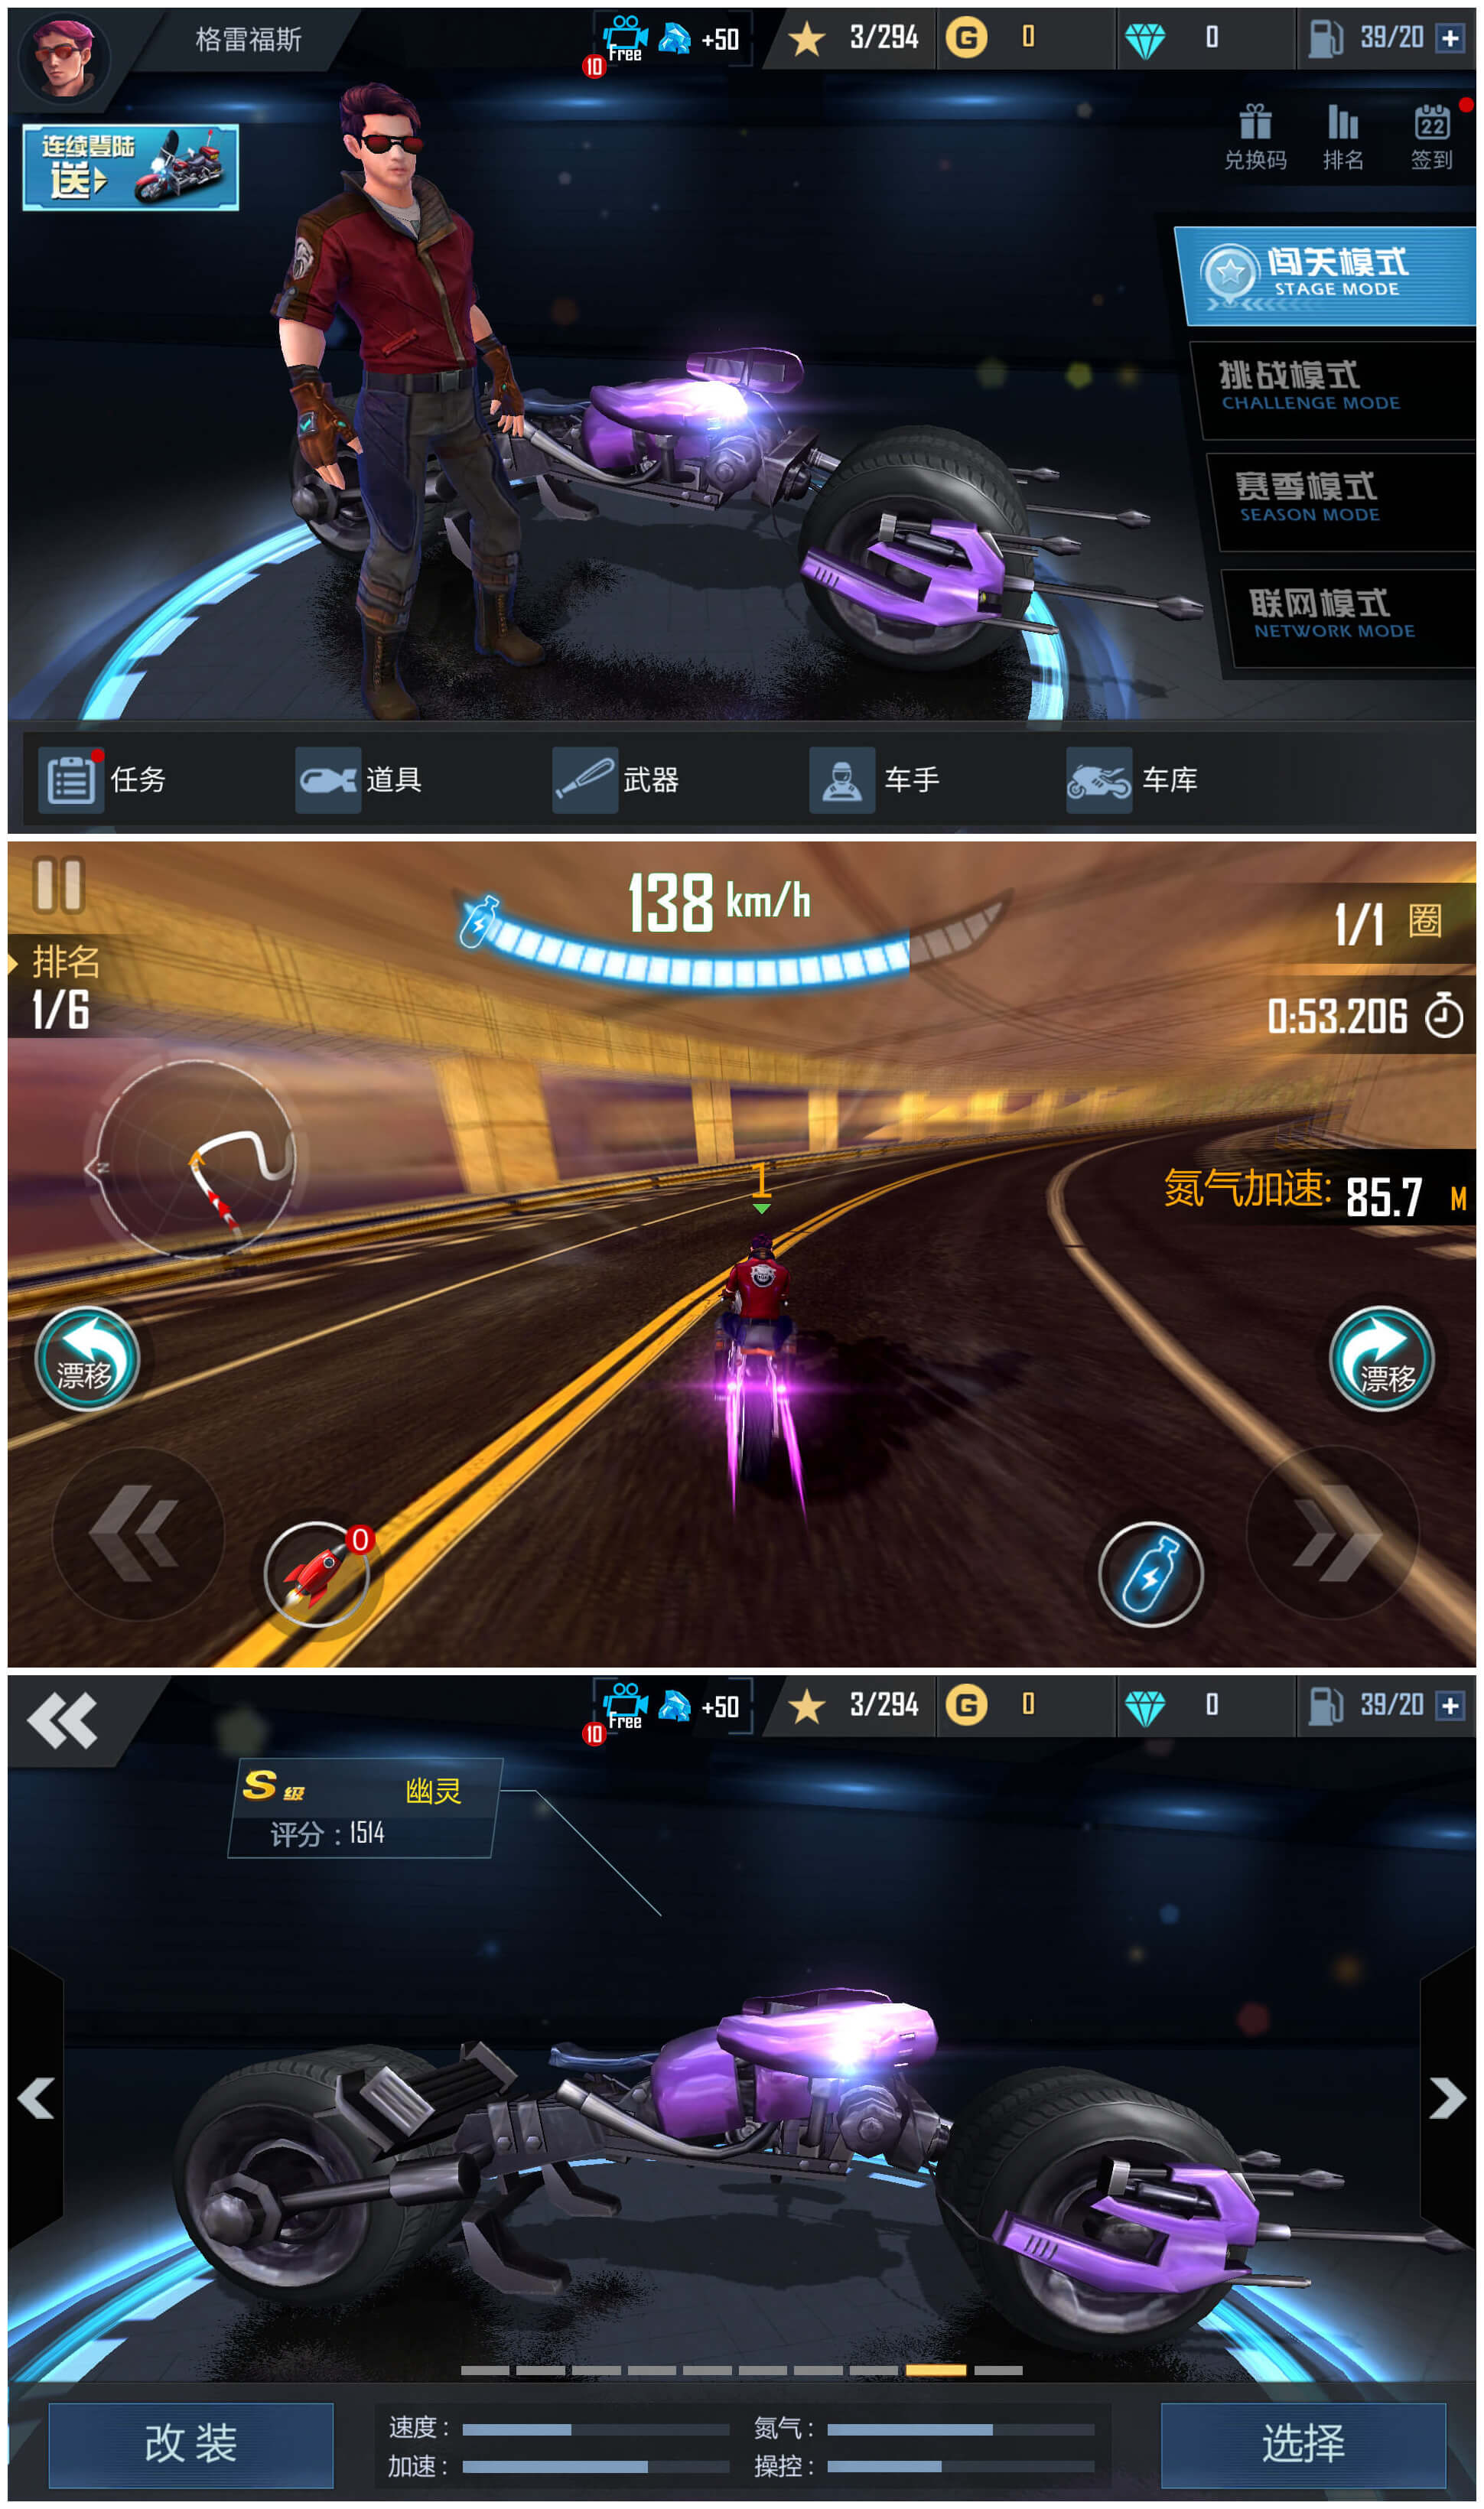 格雷福斯
Free
10
+50
3/294
G
0
0
39/20
连续登陆
送
兑换码
排名
22
签到
闯关模式
STAGE MODE
挑战模式
CHALLENGE MODE
赛季模式
SEASON MODE
联网模式
NETWORK MODE
任务
道具
武器
车手
车库
138 km/h
1/1 圈
排名
1/6
0:53.206
N
氮气加速: 85.7 M
1
漂移
漂移
0
Free
10
+50
3/294
G
0
0
39/20
S级
幽灵
评分：1514
改装
速度：
氮气：
加速：
操控：
选择